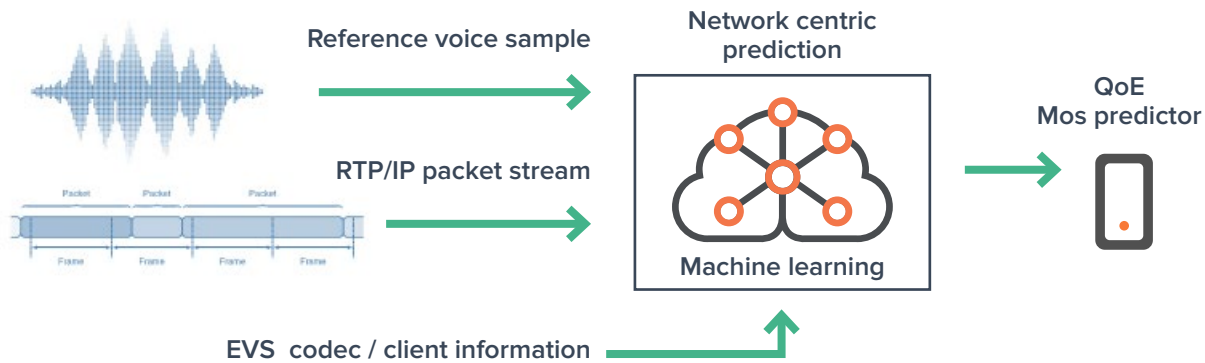 Reference voice sample
Network centric
prediction
QoE
Mos predictor
RTP/IP packet stream
Packet Packet Packet
Frame Frame Frame Frame
Machine learning
EVS codec / client information